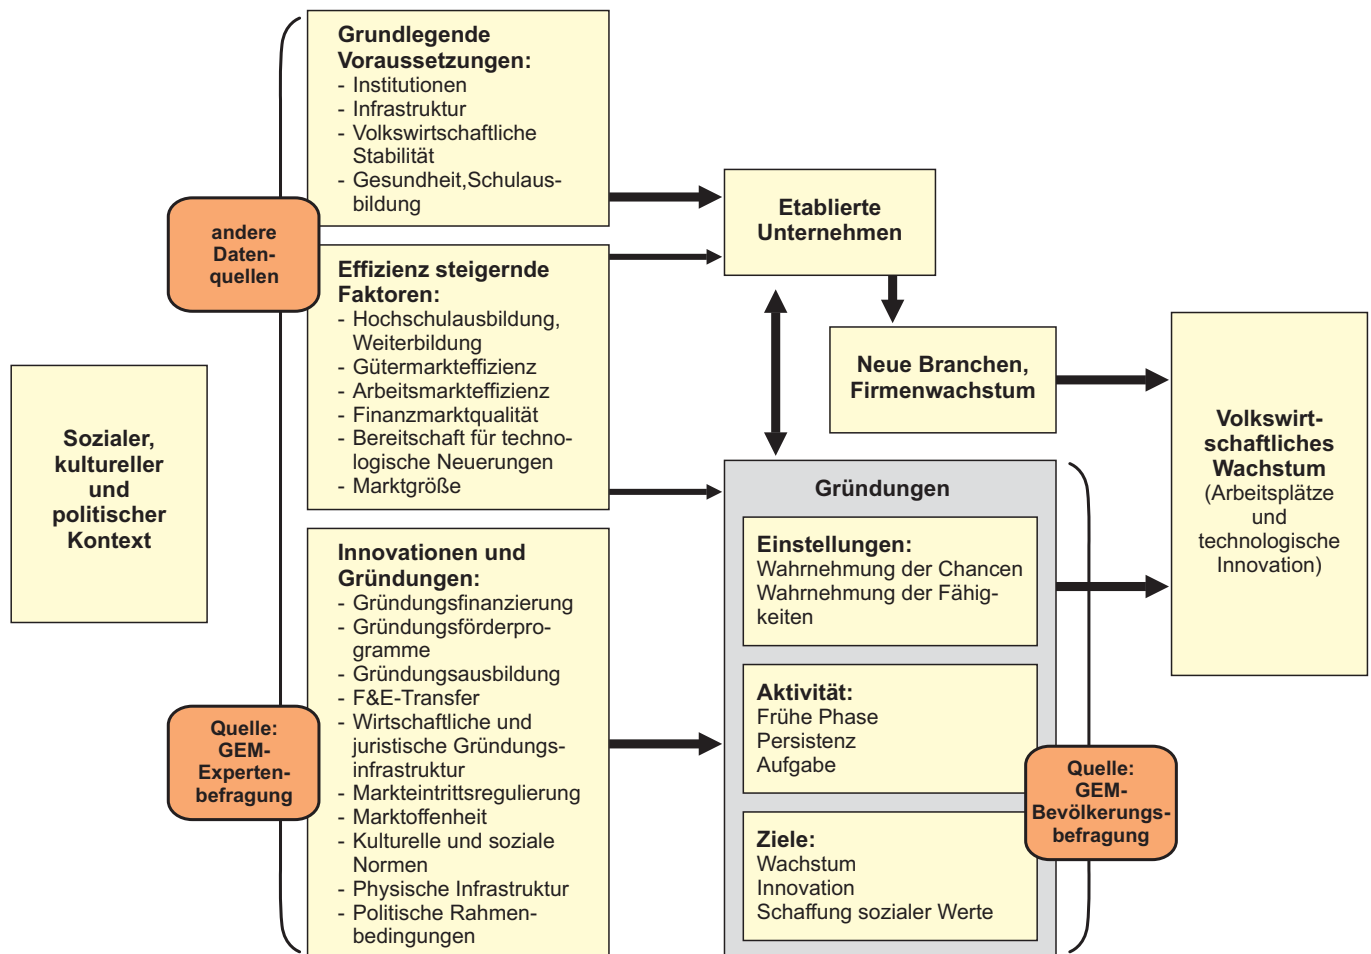 Grundlegende
Voraussetzungen:
- Institutionen
- Infrastruktur
- Volkswirtschaftliche
Stabilität
- Gesundheit,Schulaus-
bildung
andere
Daten-
quellen
Effizienz steigernde
Faktoren:
- Hochschulausbildung,
Weiterbildung
- Gütermarkteffizienz
- Arbeitsmarkteffizienz
- Finanzmarktqualität
- Bereitschaft für techno-
logische Neuerungen
- Marktgröße
Sozialer,
kultureller
und
politischer
Kontext
Innovationen und
Gründungen:
- Gründungsfinanzierung
- Gründungsförderpro-
gramme
- Gründungsausbildung
- F&E-Transfer
- Wirtschaftliche und
juristische Gründungs-
infrastruktur
- Markteintrittsregulierung
- Marktoffenheit
- Kulturelle und soziale
Normen
- Physische Infrastruktur
- Politische Rahmen-
bedingungen
Quelle:
GEM-
Experten-
befragung
Etablierte
Unternehmen
Neue Branchen,
Firmenwachstum
Gründungen
Einstellungen:
Wahrnehmung der Chancen
Wahrnehmung der Fähig-
keiten
Aktivität:
Frühe Phase
Persistenz
Aufgabe
Ziele:
Wachstum
Innovation
Schaffung sozialer Werte
Quelle:
GEM-
Bevölkerungs-
befragung
Volkswirt-
schaftliches
Wachstum
(Arbeitsplätze
und
technologische
Innovation)